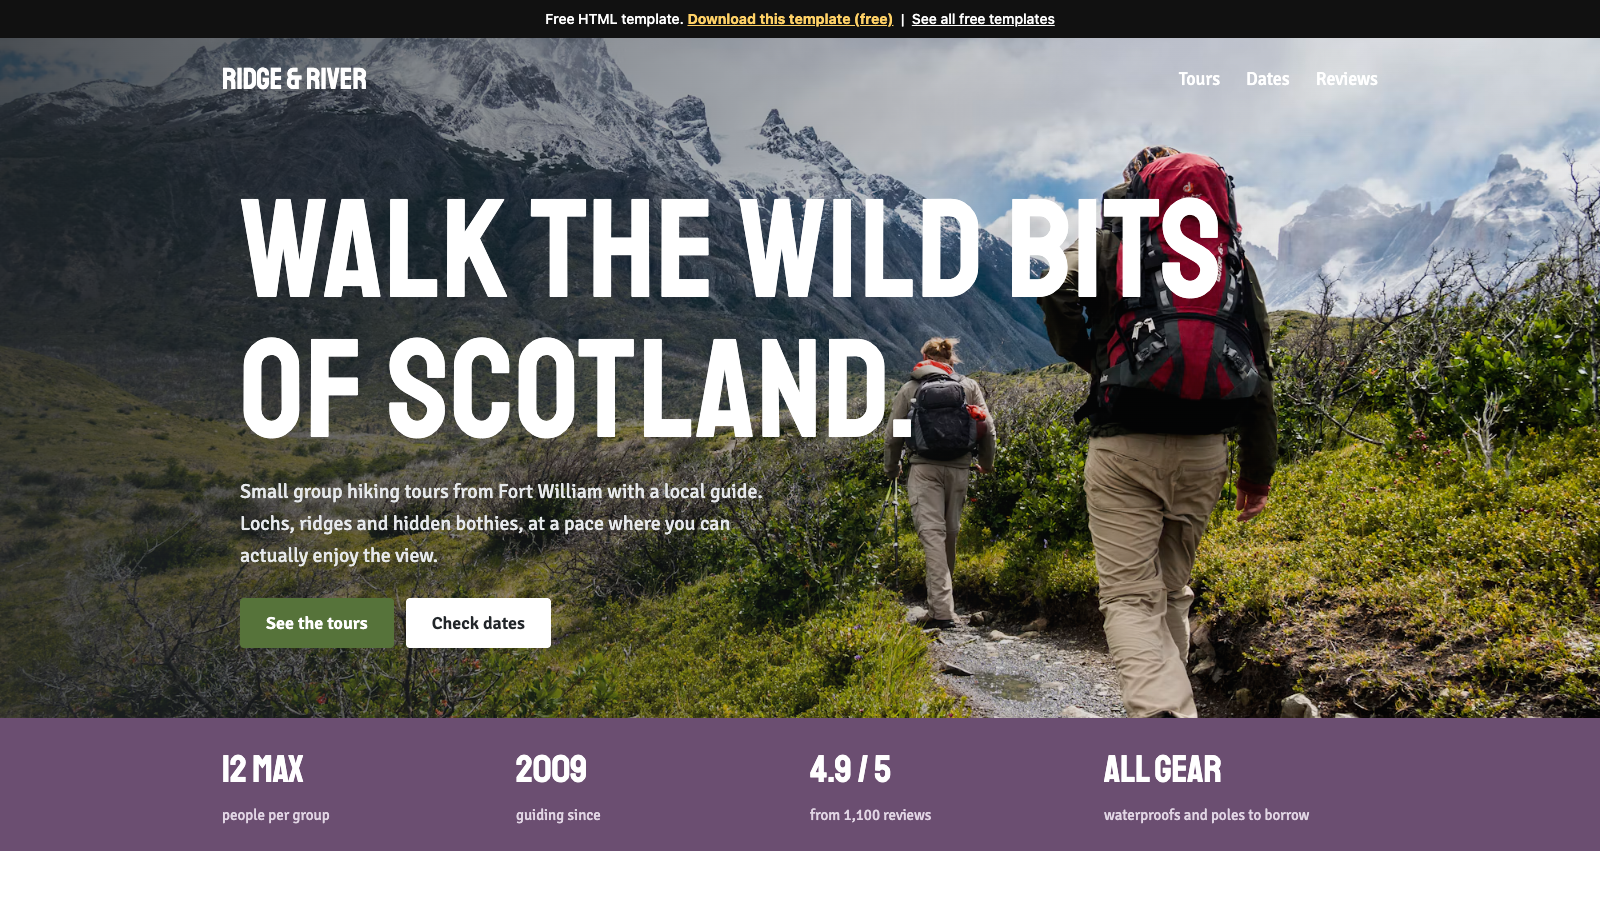 Free HTML template. Download this template (free) | See all free templates
RIDGE & RIVER
Tours Dates Reviews
WALK THE WILD BITS
OF SCOTLAND.
Small group hiking tours from Fort William with a local guide.
Lochs, ridges and hidden bothies, at a pace where you can
actually enjoy the view.
See the tours
Check dates
12 MAX
people per group
2009
guiding since
4.9 / 5
from 1,100 reviews
ALL GEAR
waterproofs and poles to borrow